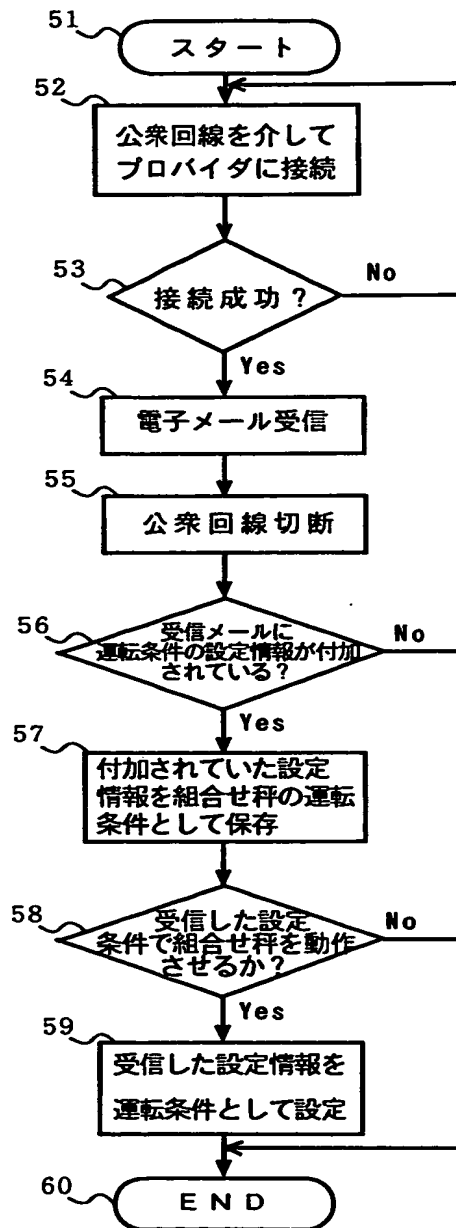 51
スタート
52
公衆回線を介して
プロバイダに接続
53
接続成功？
No
Yes
54
電子メール受信
55
公衆回線切断
56
受信メールに
運転条件の設定情報が付加
されている？
No
Yes
57
付加されていた設定
情報を組合せ秤の運転
条件として保存
58
受信した設定
条件で組合せ秤を動作
させるか？
No
Yes
59
受信した設定情報を
運転条件として設定
60
END